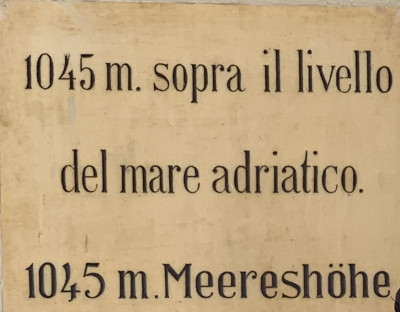 1045 m. sopra il livello
del mare adriatico.
1045 m. Meereshöhe